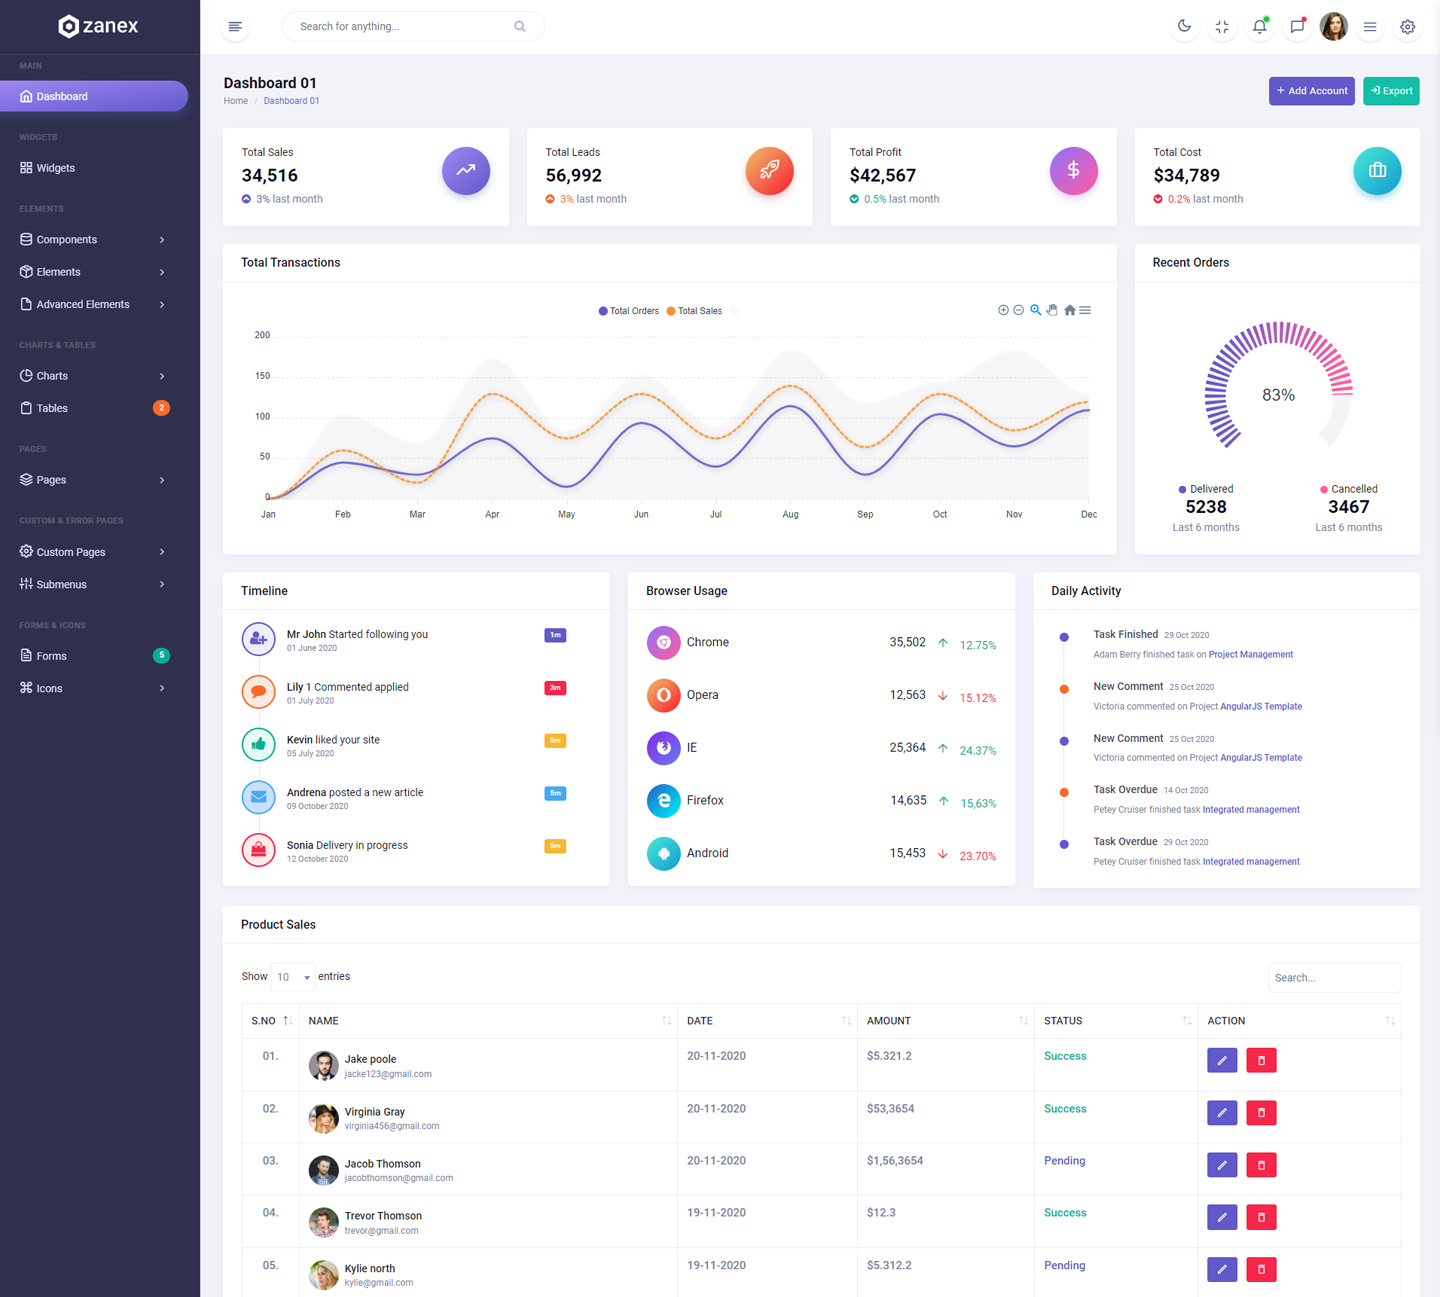 zanex
Search for anything...
MAIN
Dashboard
WIDGETS
Widgets
ELEMENTS
Components
Elements
Advanced Elements
CHARTS & TABLES
Charts
Tables 2
PAGES
Pages
CUSTOM & ERROR PAGES
Custom Pages
Submenus
FORMS & ICONS
Forms 5
Icons
Dashboard 01
Home / Dashboard 01
+ Add Account
Export
Total Sales
34,516
3% last month
Total Leads
56,992
3% last month
Total Profit
$42,567
0.5% last month
Total Cost
$34,789
0.2% last month
Total Transactions
Total Orders Total Sales
200
150
100
50
0
Jan Feb Mar Apr May Jun Jul Aug Sep Oct Nov Dec
Recent Orders
83%
Delivered
5238
Last 6 months
Cancelled
3467
Last 6 months
Timeline
Mr John Started following you 1m
01 June 2020
Lily 1 Commented applied 3m
01 July 2020
Kevin liked your site 5m
05 July 2020
Andrena posted a new article 5m
09 October 2020
Sonia Delivery in progress 5m
12 October 2020
Browser Usage
Chrome 35,502 12.75%
Opera 12,563 15.12%
IE 25,364 24.37%
Firefox 14,635 15,63%
Android 15,453 23.70%
Daily Activity
Task Finished 29 Oct 2020
Adam Berry finished task on Project Management
New Comment 25 Oct 2020
Victoria commented on Project AngularJS Template
New Comment 25 Oct 2020
Victoria commented on Project AngularJS Template
Task Overdue 14 Oct 2020
Petey Cruiser finished task Integrated management
Task Overdue 29 Oct 2020
Petey Cruiser finished task Integrated management
Product Sales
Show 10 entries
Search...
S.NO NAME DATE AMOUNT STATUS ACTION
01. Jake poole 20-11-2020 $5.321.2 Success
jacke123@gmail.com
02. Virginia Gray 20-11-2020 $53,3654 Success
virginia456@gmail.com
03. Jacob Thomson 20-11-2020 $1,56,3654 Pending
jacobthomson@gmail.com
04. Trevor Thomson 19-11-2020 $12.3 Success
trevor@gmail.com
05. Kylie north 19-11-2020 $5.312.2 Pending
kylie@gmail.com